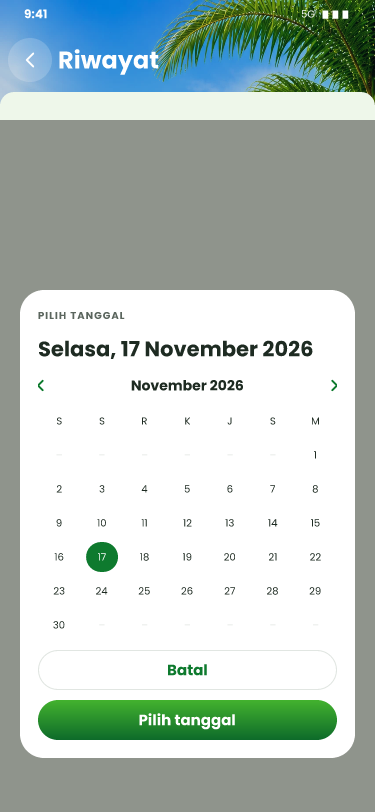 9:41 5G
Riwayat
PILIH TANGGAL
Selasa, 17 November 2026
November 2026
S S R K J S M
– – – – – – 1
2 3 4 5 6 7 8
9 10 11 12 13 14 15
16 17 18 19 20 21 22
23 24 25 26 27 28 29
30 – – – – – –
Batal
Pilih tanggal